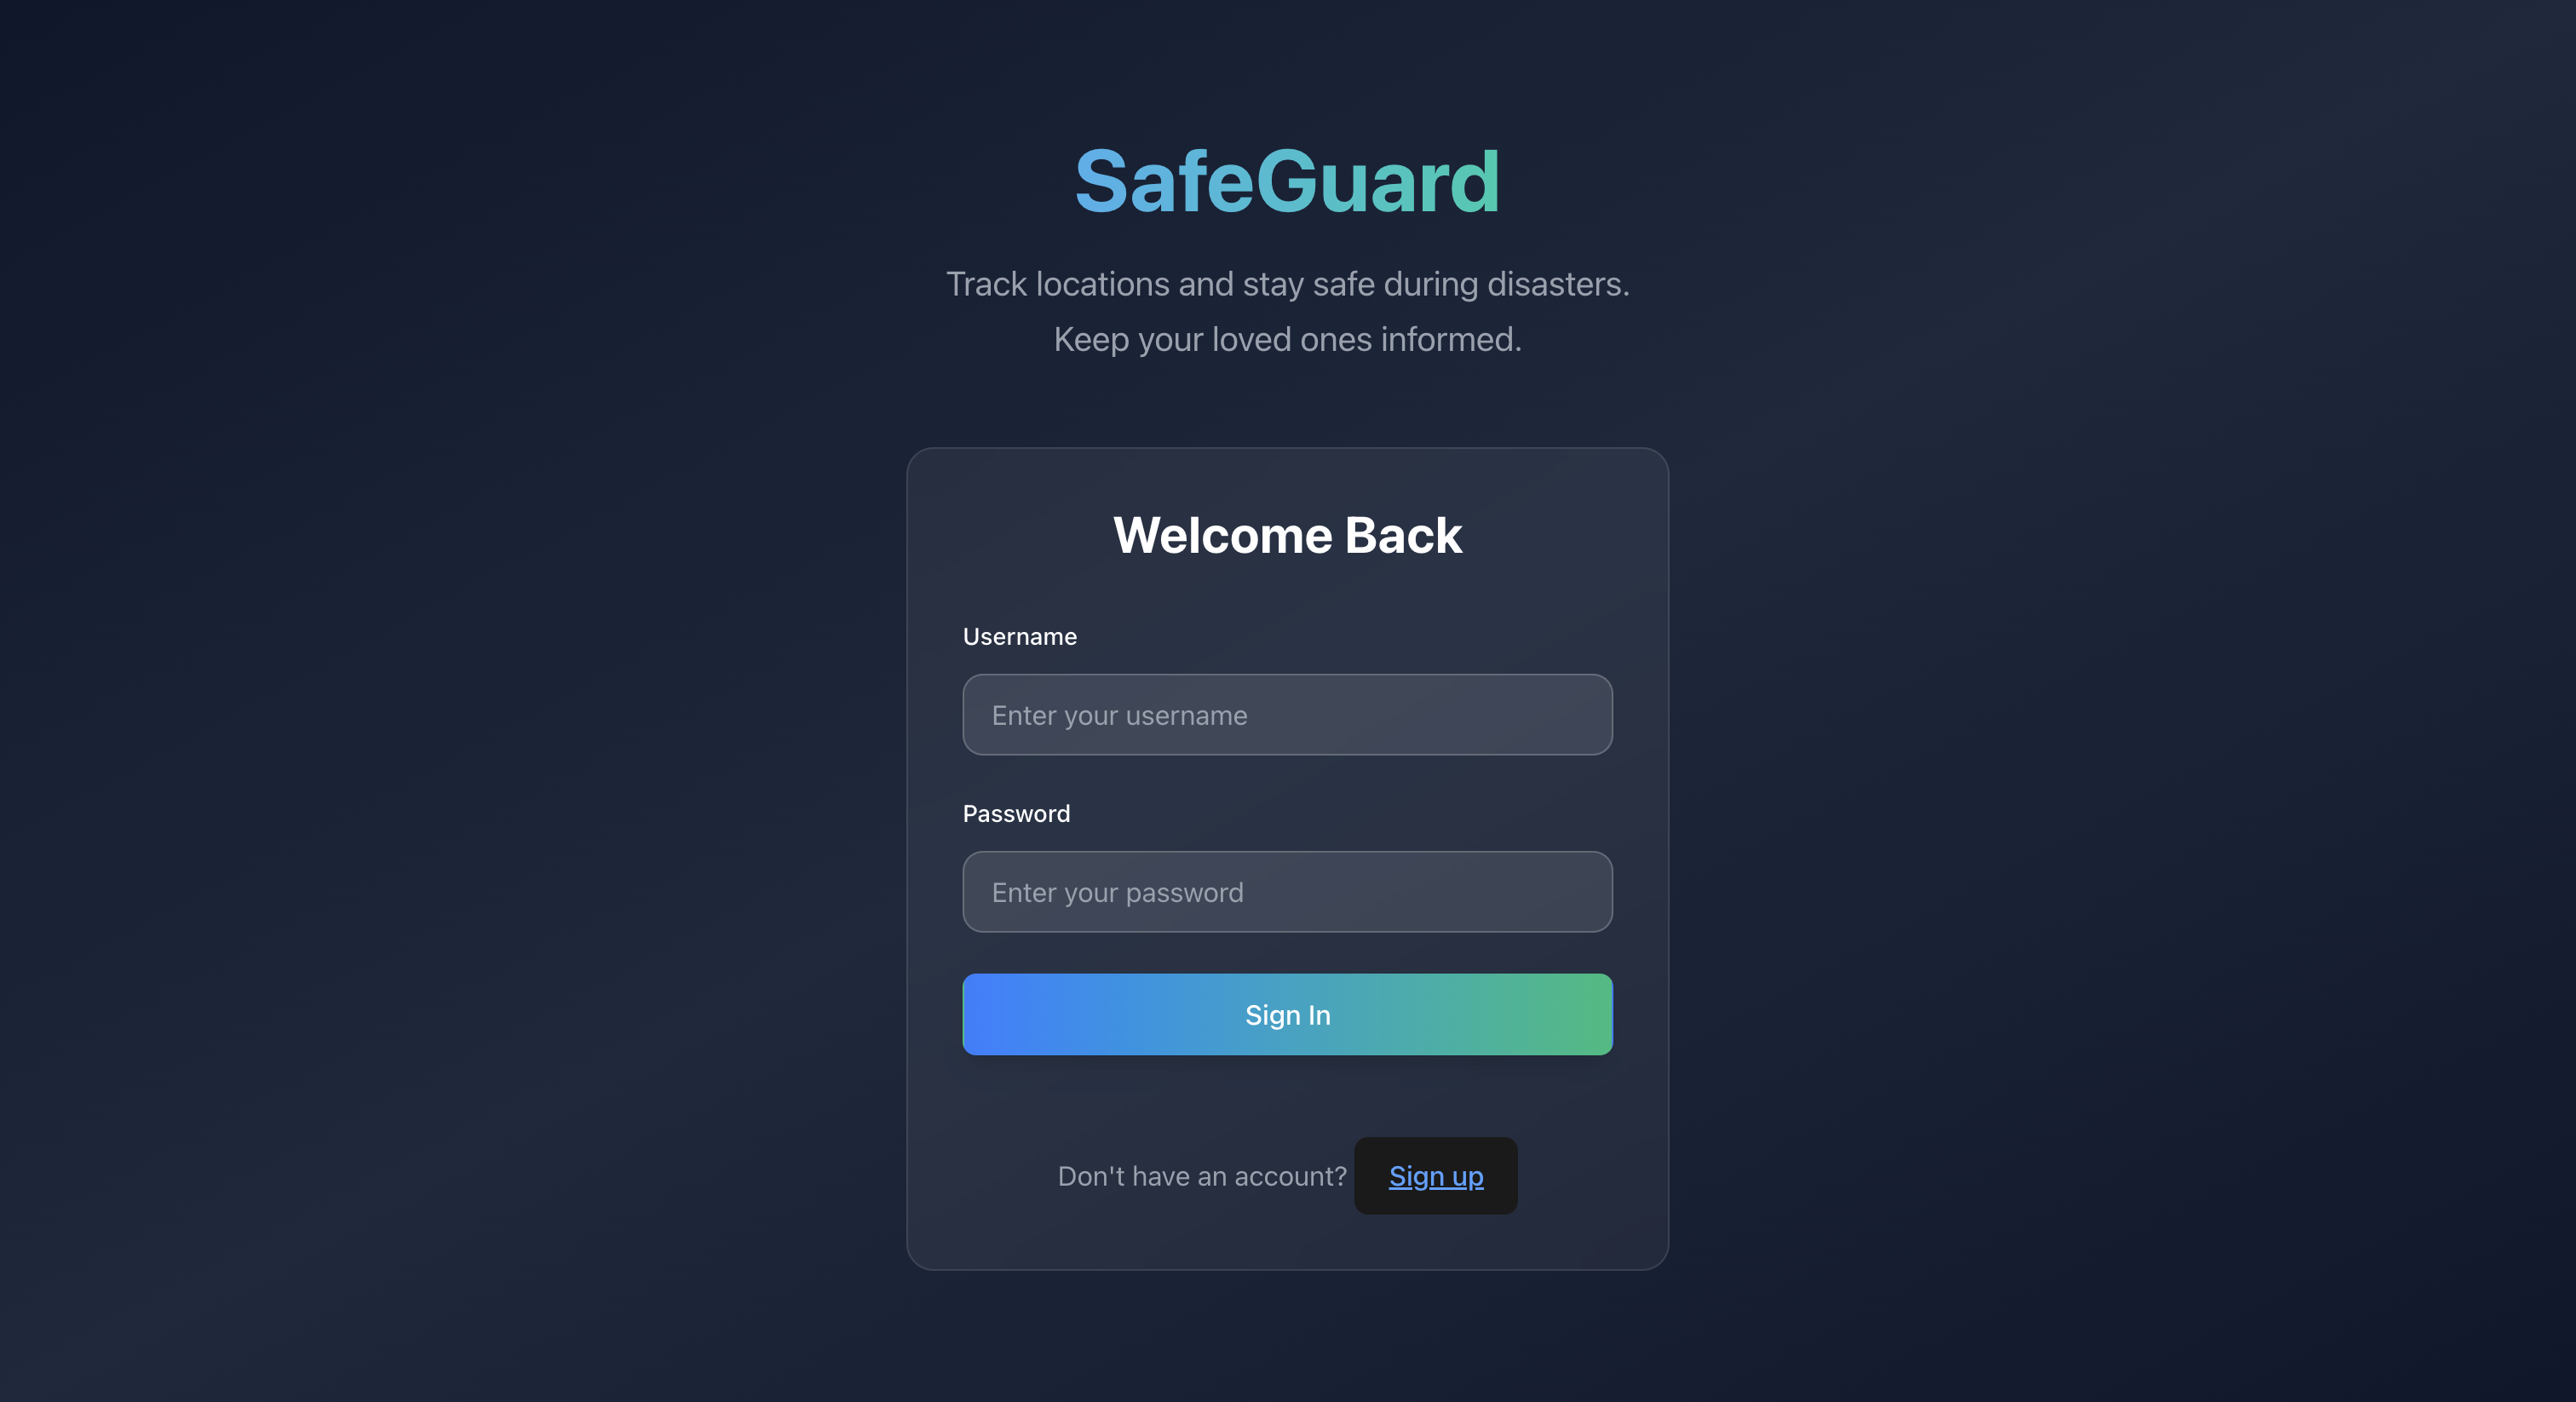 SafeGuard
Track locations and stay safe during disasters.
Keep your loved ones informed.
Welcome Back
Username
Enter your username
Password
Enter your password
Sign In
Don't have an account? Sign up